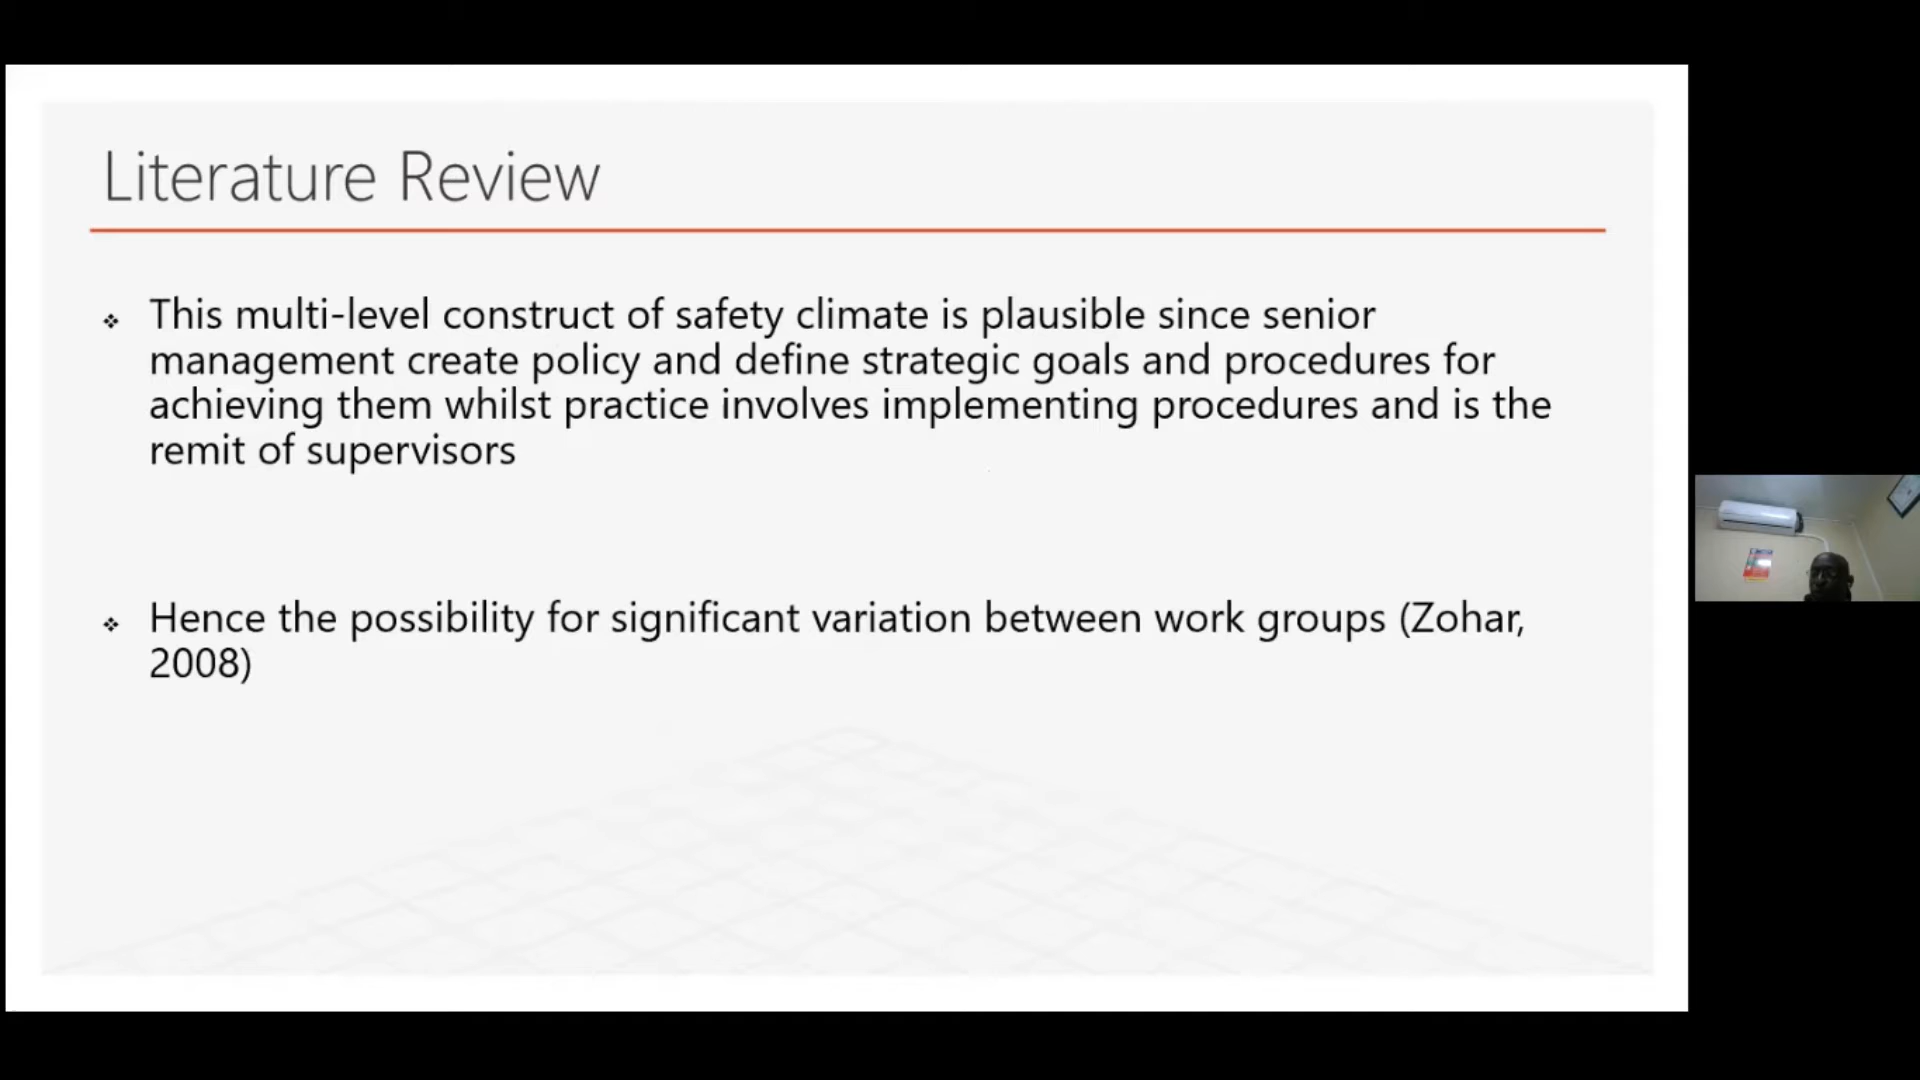 Literature Review
This multi-level construct of safety climate is plausible since senior
management create policy and define strategic goals and procedures for
achieving them whilst practice involves implementing procedures and is the
remit of supervisors
Hence the possibility for significant variation between work groups (Zohar,
2008)